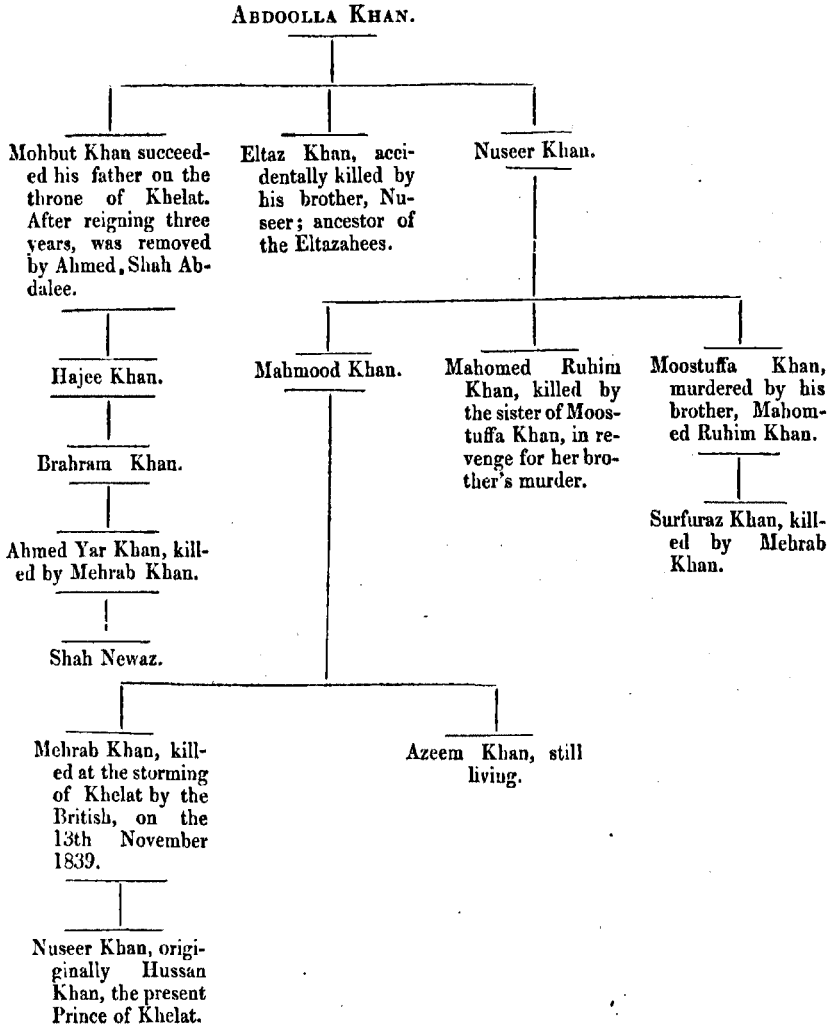 ABDOOLLA KHAN.
Mohbut Khan succeed-
ed his father on the
throne of Khelat.
After reigning three
years, was removed
by Ahmed, Shah Ab-
dalee.
Eltaz Khan, acci-
dentally killed by
his brother, Nu-
seer; ancestor of
the Eltazahees.
Nuseer Khan.
Hajee Khan.
Brahram Khan.
Ahmed Yar Khan, kill-
ed by Mehrab Khan.
Shah Newaz.
Mahmood Khan.
Mahomed Ruhim
Khan, killed by
the sister of Moos-
tuffa Khan, in re-
venge for her bro-
ther's murder.
Moostuffa Khan,
murdered by his
brother, Mahom-
ed Ruhim Khan.
Surfuraz Khan, kill-
ed by Mehrab
Khan.
Mehrab Khan, kill-
ed at the storming
of Khelat by the
British, on the
13th November
1839.
Azeem Khan, still
living.
Nuseer Khan, origi-
ginally Hussan
Khan, the present
Prince of Khelat.